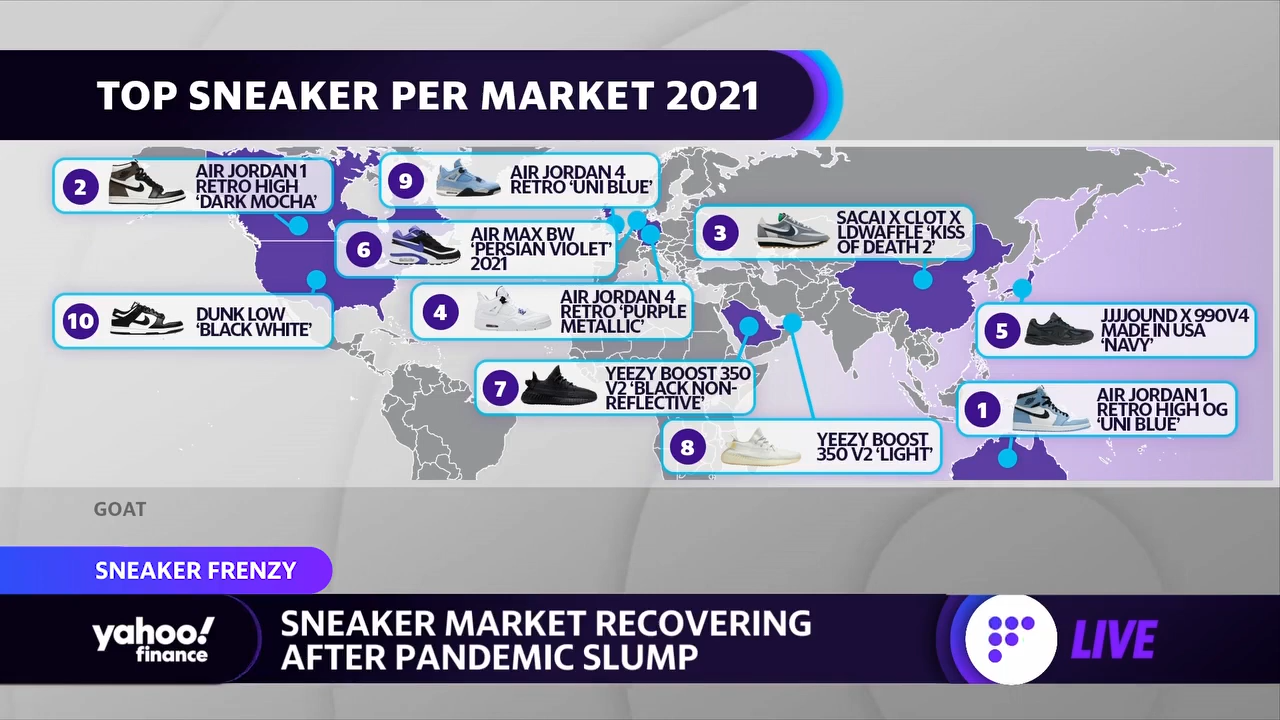 TOP SNEAKER PER MARKET 2021
2
AIR JORDAN 1
RETRO HIGH
‘DARK MOCHA’
9
AIR JORDAN 4
RETRO ‘UNI BLUE’
6
AIR MAX BW
‘PERSIAN VIOLET’
2021
3
SACAI X CLOT X
LDWAFFLE ‘KISS
OF DEATH 2’
10
DUNK LOW
‘BLACK WHITE’
4
AIR JORDAN 4
RETRO ‘PURPLE
METALLIC’
5
JJJJOUND X 990V4
MADE IN USA
‘NAVY’
7
YEEZY BOOST 350
V2 ‘BLACK NON-
REFLECTIVE’
1
AIR JORDAN 1
RETRO HIGH OG
‘UNI BLUE’
8
YEEZY BOOST
350 V2 ‘LIGHT’
GOAT
SNEAKER FRENZY
yahoo!
finance
SNEAKER MARKET RECOVERING
AFTER PANDEMIC SLUMP
LIVE